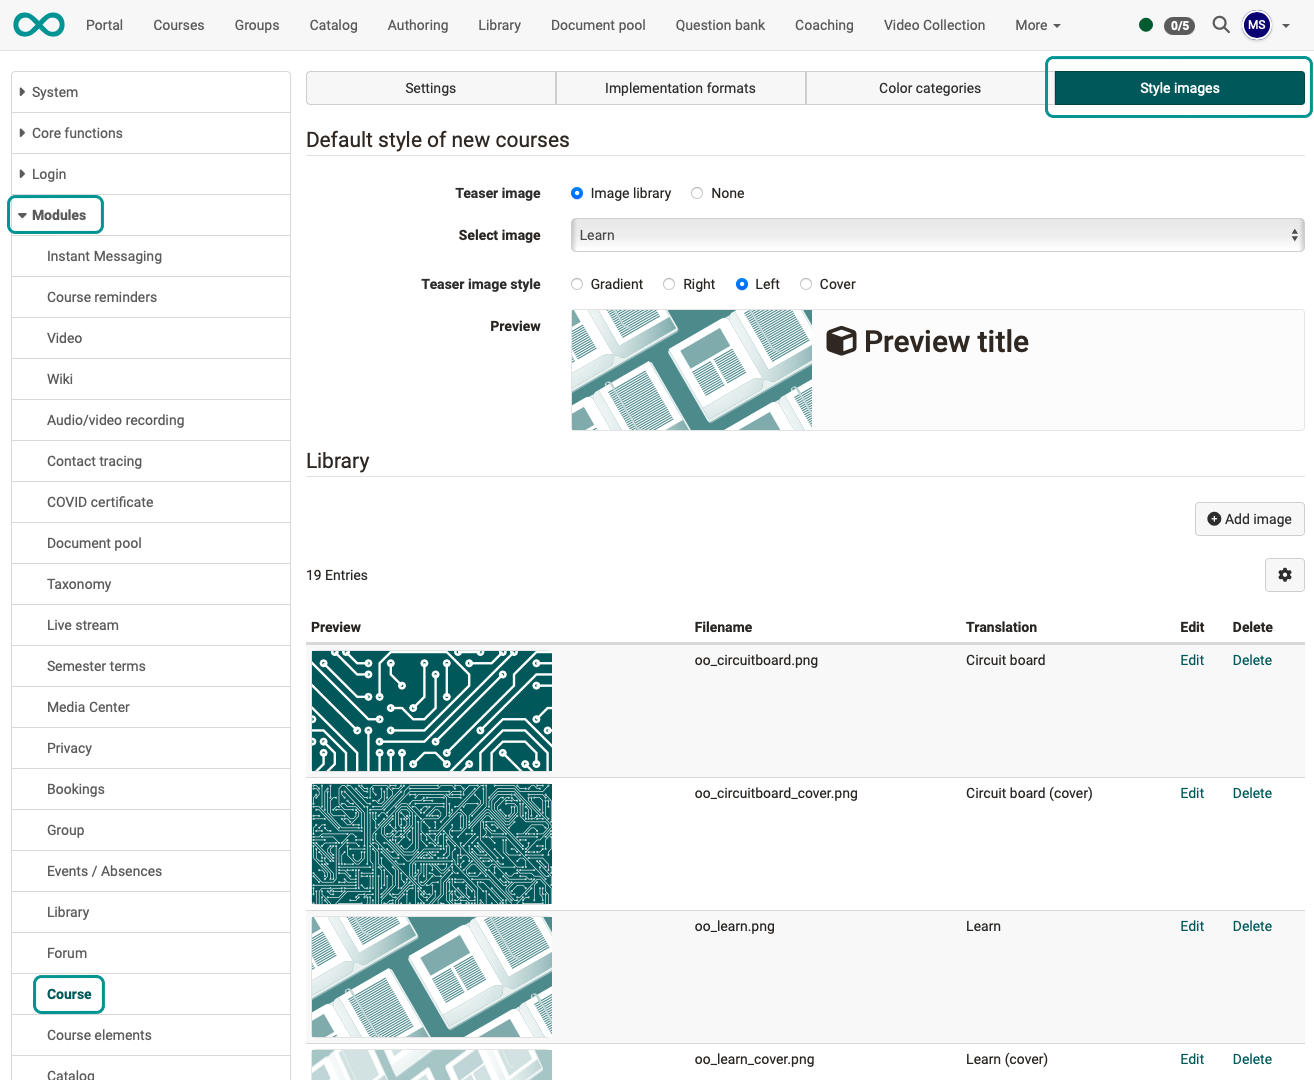 Portal Courses Groups Catalog Authoring Library Document pool Question bank Coaching Video Collection More 0/5 MS
System
Core functions
Login
Modules
Instant Messaging
Course reminders
Video
Wiki
Audio/video recording
Contact tracing
COVID certificate
Document pool
Taxonomy
Live stream
Semester terms
Media Center
Privacy
Bookings
Group
Events / Absences
Library
Forum
Course
Course elements
Catalog
Settings Implementation formats Color categories Style images
Default style of new courses
Teaser image Image library None
Select image Learn
Teaser image style Gradient Right Left Cover
Preview Preview title
Library
Add image
19 Entries
Preview Filename Translation Edit Delete
oo_circuitboard.png Circuit board Edit Delete
oo_circuitboard_cover.png Circuit board (cover) Edit Delete
oo_learn.png Learn Edit Delete
oo_learn_cover.png Learn (cover) Edit Delete